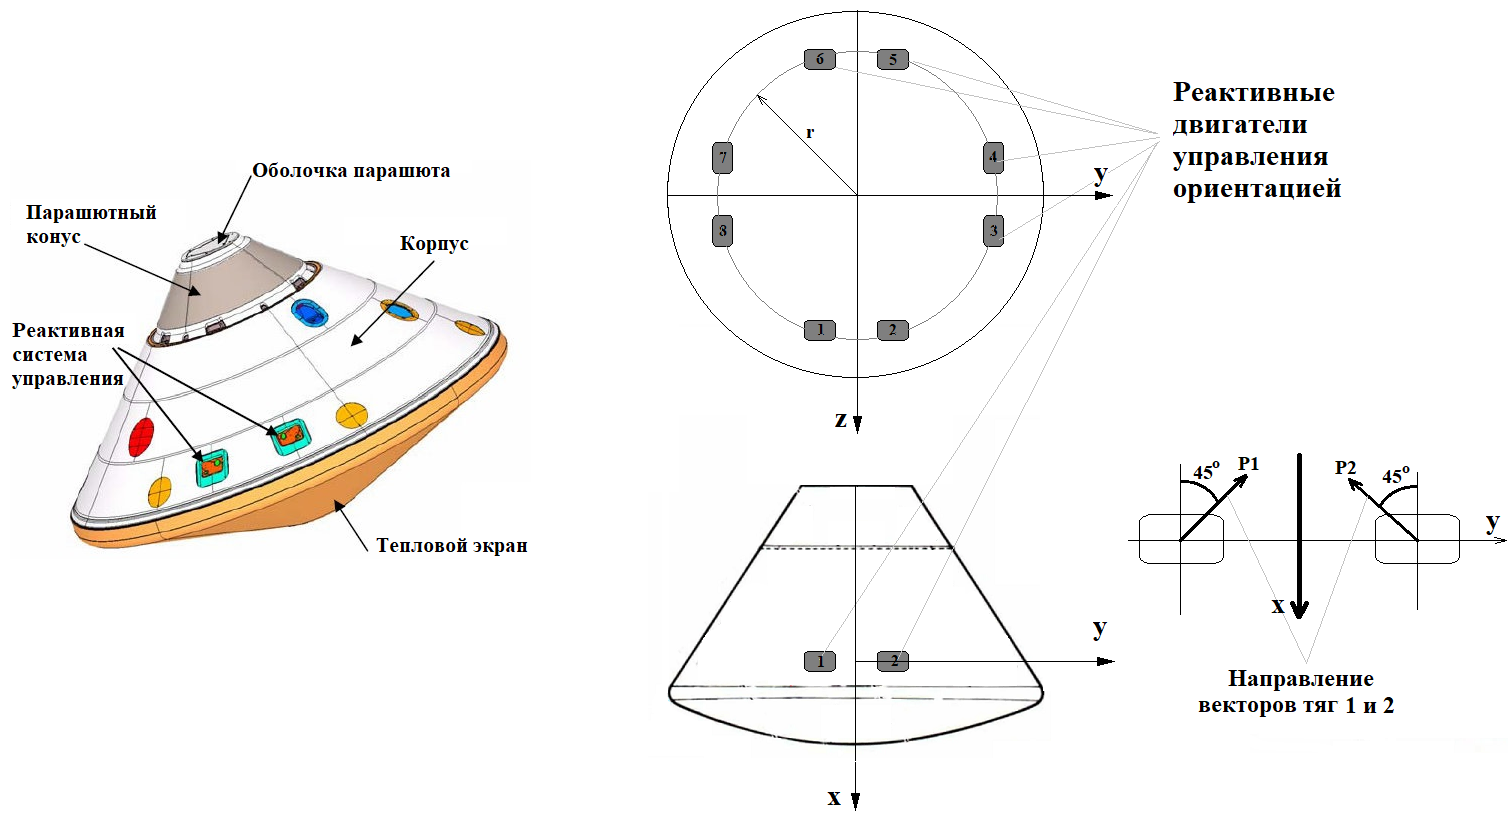 Оболочка парашюта
Парашютный
конус
Корпус
Реактивная
система
управления
Тепловой экран
6
5
r
7
4
y
8
3
1
2
z
Реактивные
двигатели
управления
ориентацией
1
2
y
x
45°
P1
P2
45°
y
x
Направление
векторов тяг 1 и 2